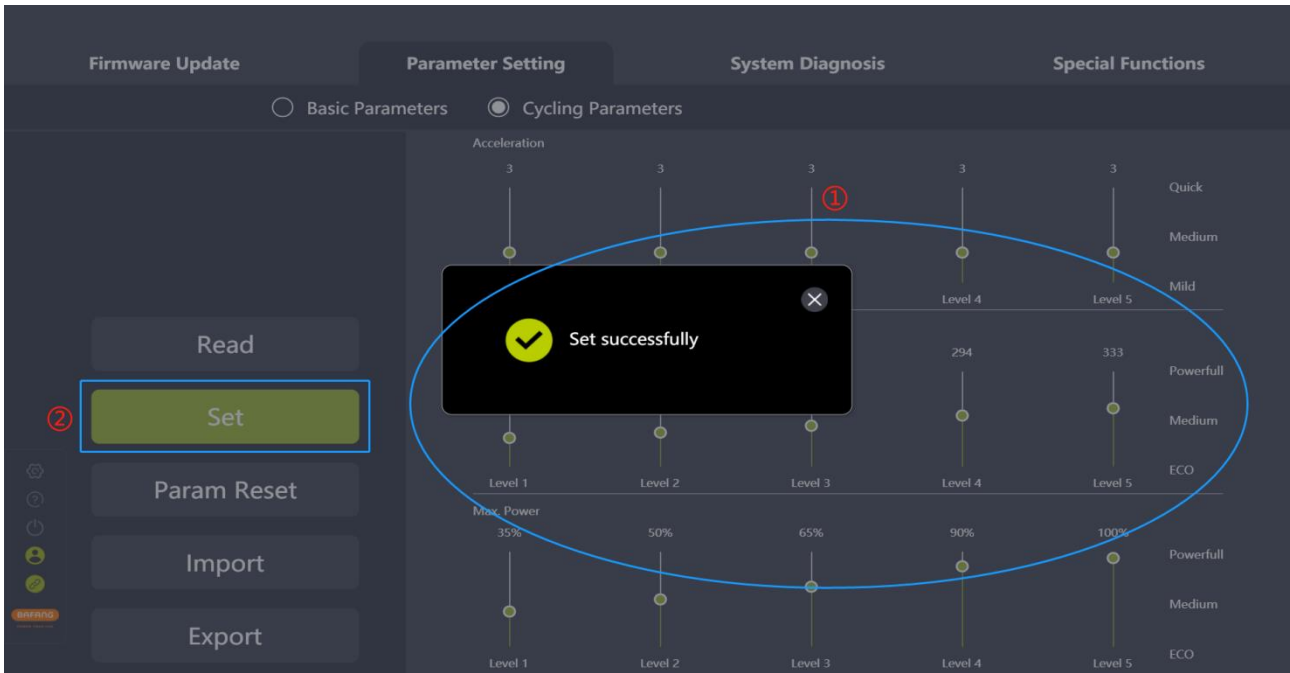 Firmware Update Parameter Setting System Diagnosis Special Functions
Basic Parameters Cycling Parameters
Acceleration
3 3 3 3 3
①
Quick
Medium
Mild
Level 4 Level 5
Set successfully
Read
294 333
Powerfull
② Set
Medium
ECO
Param Reset
Level 1 Level 2 Level 3 Level 4 Level 5
Max. Power
35% 50% 65% 90% 100%
Powerfull
Import
Medium
BAFANG
Export
ECO
Level 1 Level 2 Level 3 Level 4 Level 5